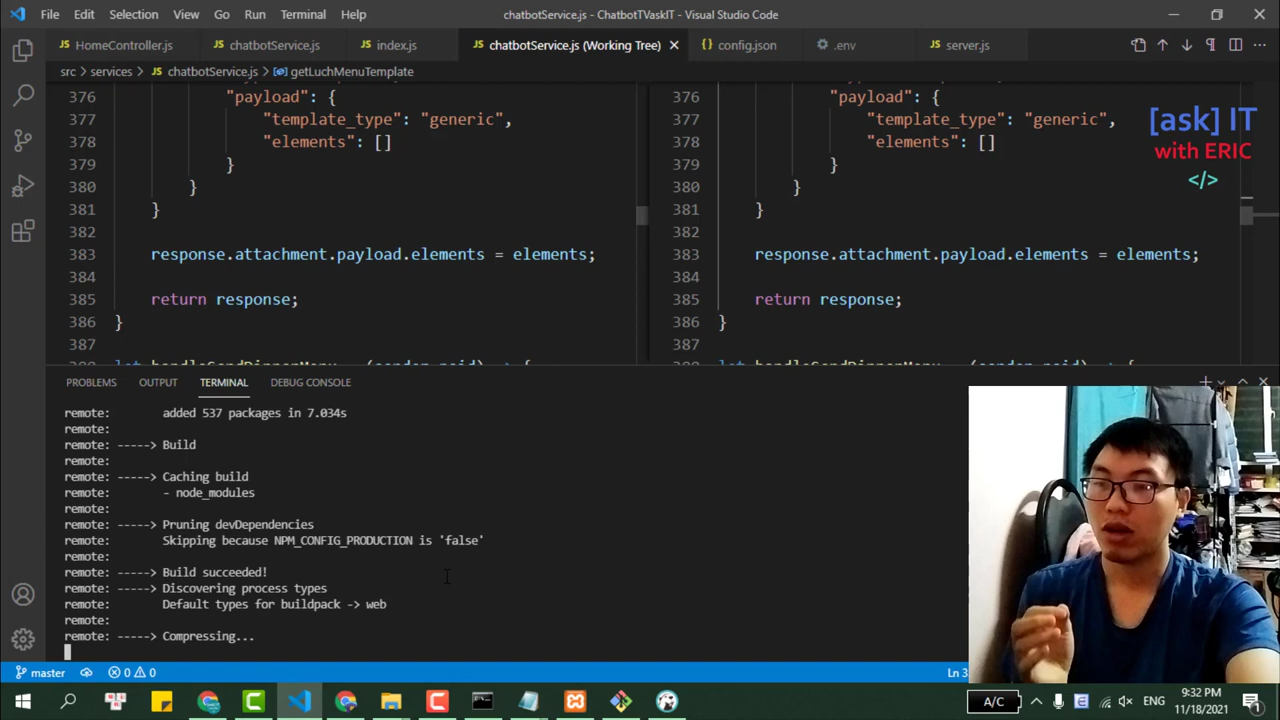 File Edit Selection View Go Run Terminal Help
chatbotService.js - ChatbotTVaskIT - Visual Studio Code
JS HomeController.js
JS chatbotService.js
JS index.js
JS chatbotService.js (Working Tree)
{} config.json
.env
JS server.js
src > services > JS chatbotService.js > getLuchMenuTemplate
376 "payload": {
377 "template_type": "generic",
378 "elements": []
379 }
380 }
381 }
382
383 response.attachment.payload.elements = elements;
384
385 return response;
386 }
387
376 "payload": {
377 "template_type": "generic",
378 "elements": []
379 }
380 }
381 }
382
383 response.attachment.payload.elements = elements;
384
385 return response;
386 }
387
[ask] IT
with ERIC
</>
PROBLEMS OUTPUT TERMINAL DEBUG CONSOLE
remote: added 537 packages in 7.034s
remote:
remote: -----> Build
remote:
remote: -----> Caching build
remote: - node_modules
remote:
remote: -----> Pruning devDependencies
remote: Skipping because NPM_CONFIG_PRODUCTION is 'false'
remote:
remote: -----> Build succeeded!
remote: -----> Discovering process types
remote: Default types for buildpack -> web
remote:
remote: -----> Compressing...
master 0 0
A/C
ENG
9:32 PM
11/18/2021